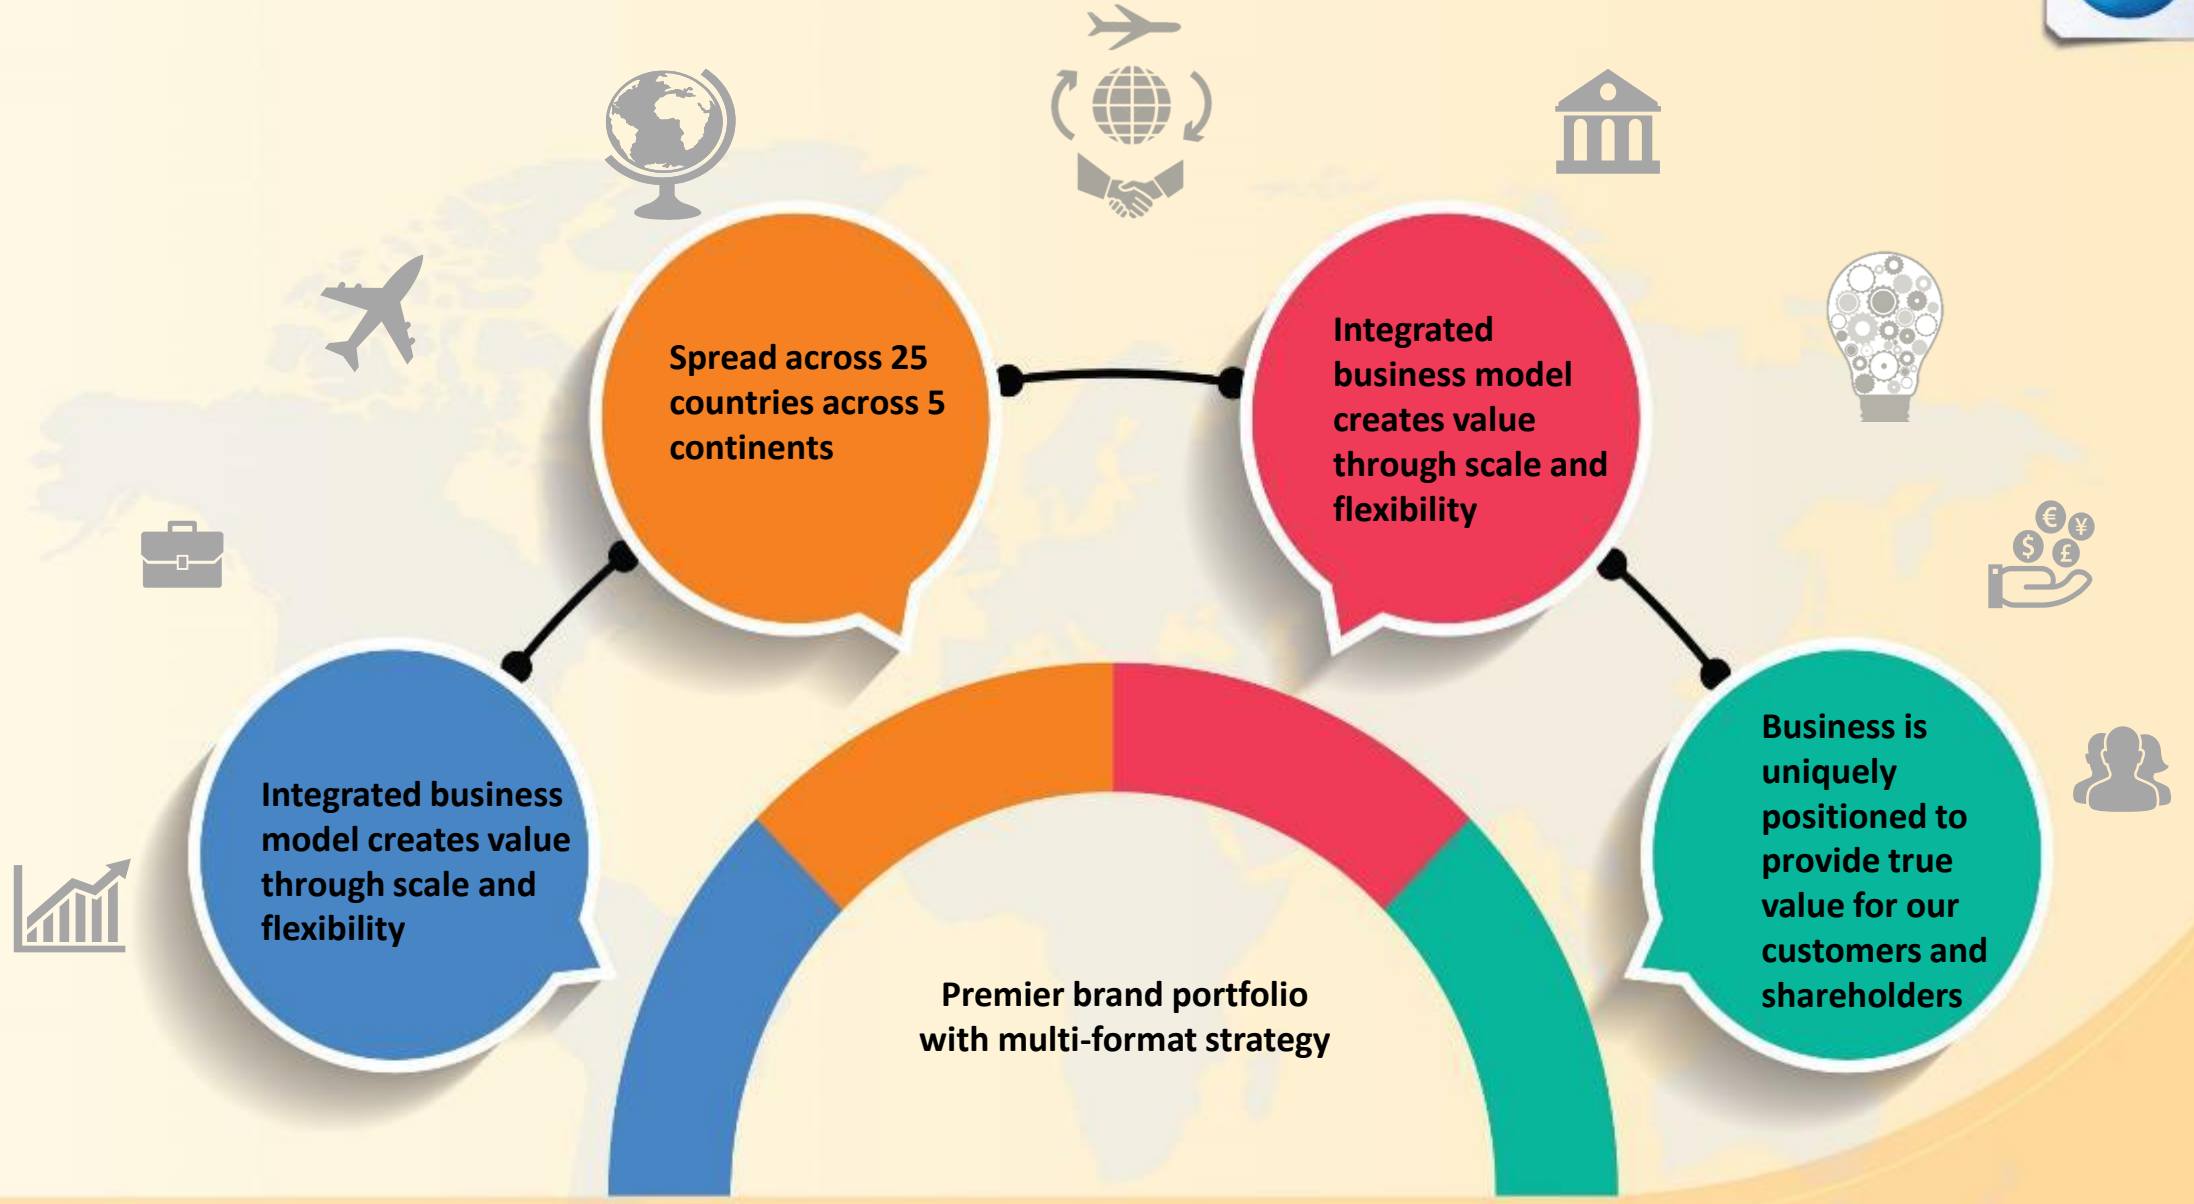 Spread across 25
countries across 5
continents
Integrated
business model
creates value
through scale and
flexibility
Integrated business
model creates value
through scale and
flexibility
Business is
uniquely
positioned to
provide true
value for our
customers and
shareholders
Premier brand portfolio
with multi-format strategy
€
¥
$
£